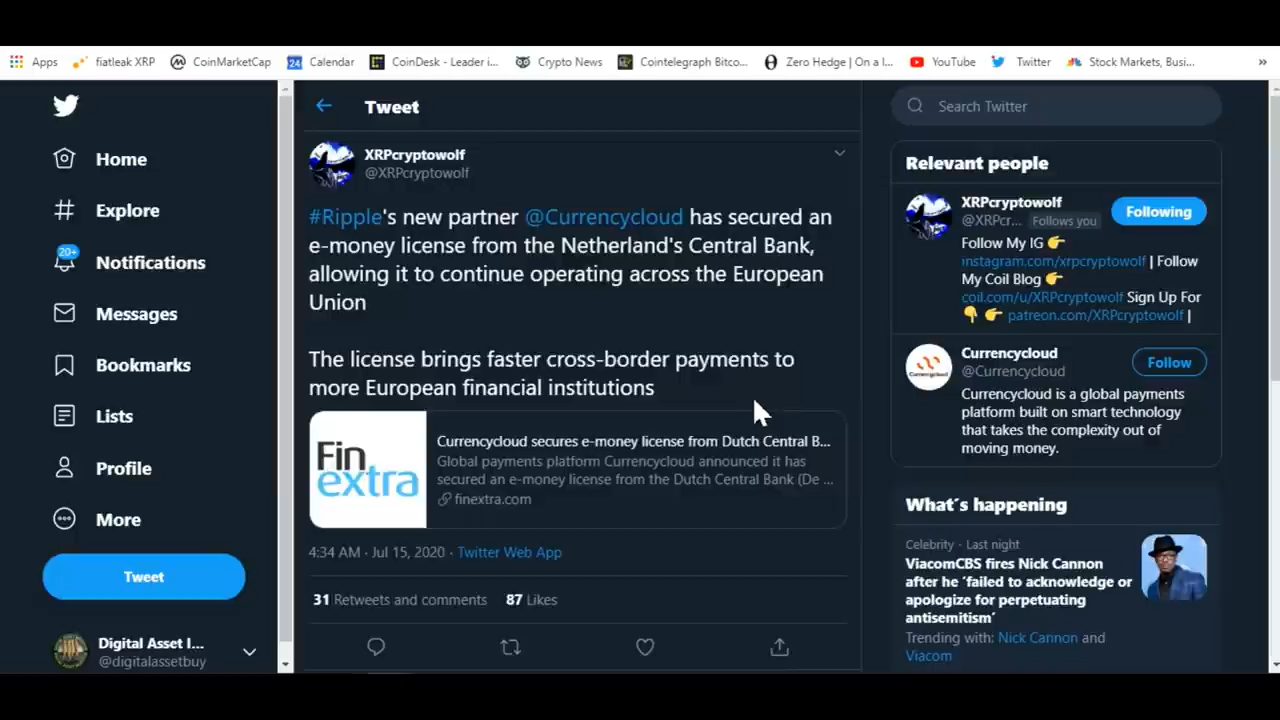 Apps
fiatleak XRP
CoinMarketCap
24
Calendar
CoinDesk - Leader i...
Crypto News
Cointelegraph Bitco...
Zero Hedge | On a l...
YouTube
Twitter
Stock Markets, Busi...
»
Home
Explore
20+
Notifications
Messages
Bookmarks
Lists
Profile
More
Tweet
Digital Asset I...
@digitalassetbuy
Tweet
XRPcryptowolf
@XRPcryptowolf
#Ripple's new partner @Currencycloud has secured an
e-money license from the Netherland's Central Bank,
allowing it to continue operating across the European
Union
The license brings faster cross-border payments to
more European financial institutions
Fin
extra
Currencycloud secures e-money license from Dutch Central B...
Global payments platform Currencycloud announced it has
secured an e-money license from the Dutch Central Bank (De ...
finextra.com
4:34 AM · Jul 15, 2020 · Twitter Web App
31 Retweets and comments 87 Likes
Search Twitter
Relevant people
XRPcryptowolf
@XRPcr... Follows you
Following
Follow My IG 👉
instagram.com/xrpcryptowolf | Follow
My Coil Blog 👉
coil.com/u/XRPcryptowolf Sign Up For
👇 👉 patreon.com/XRPcryptowolf |
Currencycloud
Currencycloud
@Currencycloud
Follow
Currencycloud is a global payments
platform built on smart technology
that takes the complexity out of
moving money.
What's happening
Celebrity · Last night
ViacomCBS fires Nick Cannon
after he 'failed to acknowledge or
apologize for perpetuating
antisemitism'
Trending with: Nick Cannon and
Viacom